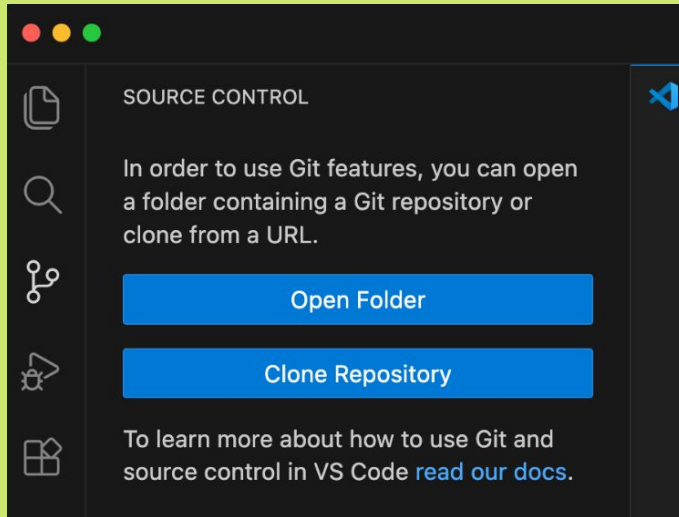 SOURCE CONTROL
In order to use Git features, you can open
a folder containing a Git repository or
clone from a URL.
Open Folder
Clone Repository
To learn more about how to use Git and
source control in VS Code read our docs.